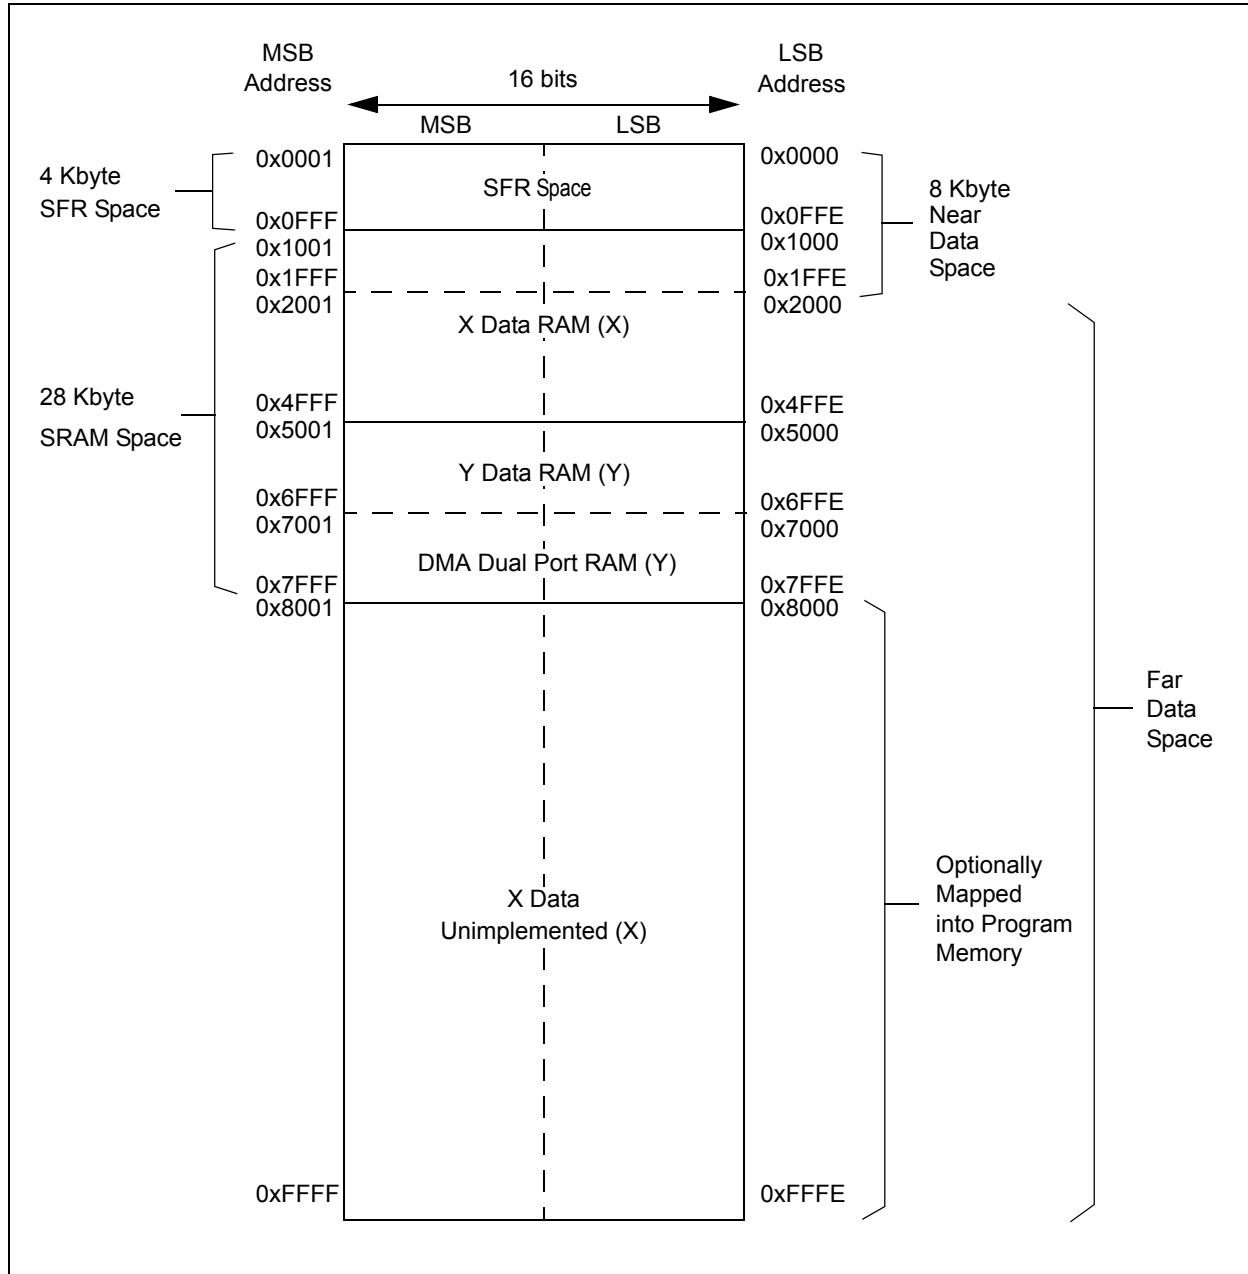 MSB
Address
LSB
Address
16 bits
MSB
LSB
0x0001
0x0000
4 Kbyte
SFR Space
SFR Space
8 Kbyte
Near
Data
Space
0x0FFF
0x0FFE
0x1001
0x1000
0x1FFF
0x1FFE
0x2001
0x2000
X Data RAM (X)
28 Kbyte
SRAM Space
0x4FFF
0x4FFE
0x5001
0x5000
Y Data RAM (Y)
0x6FFF
0x6FFE
0x7001
0x7000
DMA Dual Port RAM (Y)
0x7FFF
0x7FFE
0x8001
0x8000
Far
Data
Space
Optionally
Mapped
into Program
Memory
X Data
Unimplemented (X)
0xFFFF
0xFFFE